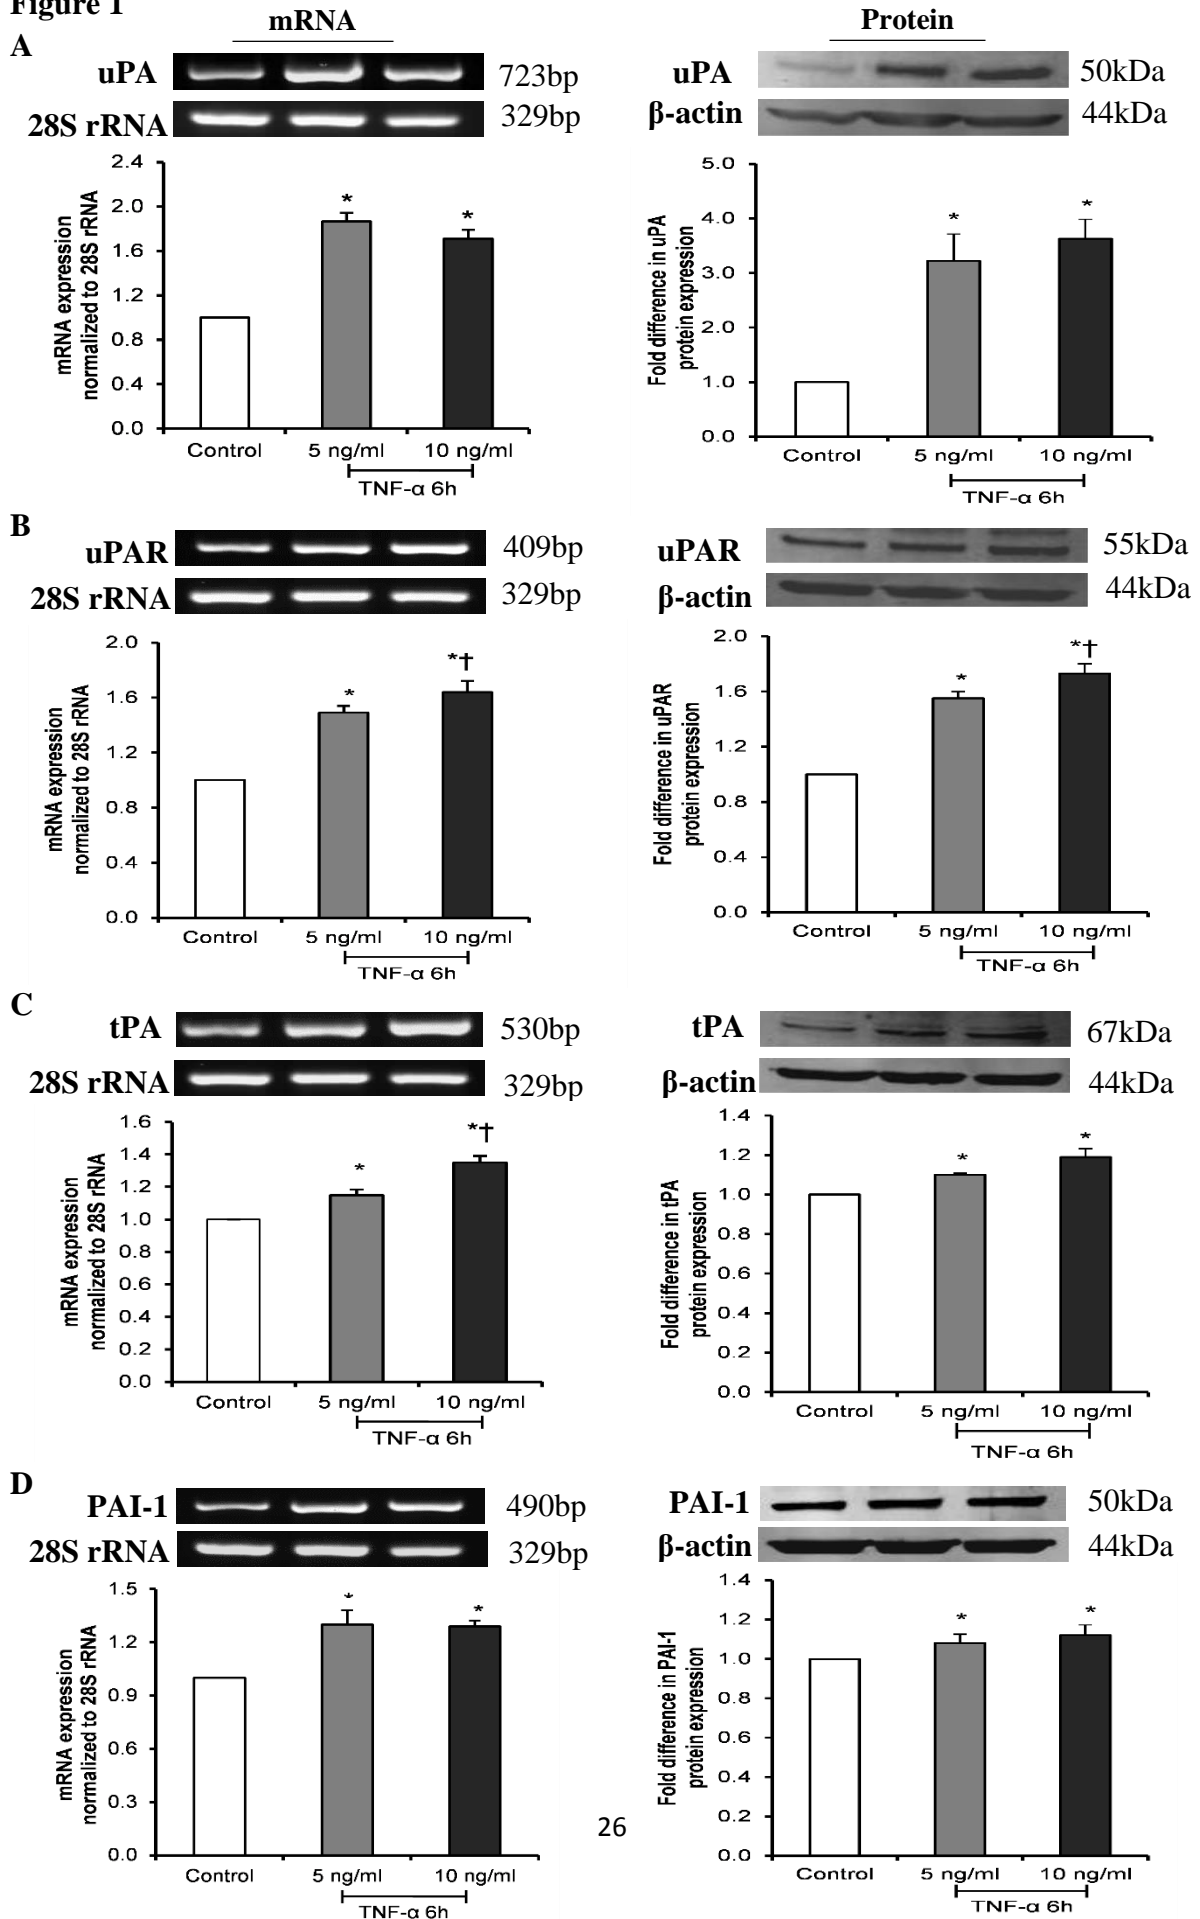 Figure 1
mRNA
Protein
A
uPA
723bp
28S rRNA
329bp
uPA
50kDa
β-actin
44kDa
mRNA expression
normalized to 28S rRNA
2.4
2.0
1.6
1.2
0.8
0.4
0.0
*
*
Control
5 ng/ml
10 ng/ml
TNF-α 6h
Fold difference in uPA
protein expression
5.0
4.0
3.0
2.0
1.0
0.0
*
*
Control
5 ng/ml
10 ng/ml
TNF-α 6h
B
uPAR
409bp
28S rRNA
329bp
uPAR
55kDa
β-actin
44kDa
mRNA expression
normalized to 28S rRNA
2.0
1.6
1.2
0.8
0.4
0.0
*
*†
Control
5 ng/ml
10 ng/ml
TNF-α 6h
Fold difference in uPAR
protein expression
2.0
1.6
1.2
0.8
0.4
0.0
*
*†
Control
5 ng/ml
10 ng/ml
TNF-α 6h
C
tPA
530bp
28S rRNA
329bp
tPA
67kDa
β-actin
44kDa
mRNA expression
normalized to 28S rRNA
1.6
1.4
1.2
1.0
0.8
0.6
0.4
0.2
0.0
*
*†
Control
5 ng/ml
10 ng/ml
TNF-α 6h
Fold difference in tPA
protein expression
1.4
1.2
1.0
0.8
0.6
0.4
0.2
0.0
*
*
Control
5 ng/ml
10 ng/ml
TNF-α 6h
D
PAI-1
490bp
28S rRNA
329bp
PAI-1
50kDa
β-actin
44kDa
mRNA expression
normalized to 28S rRNA
1.5
1.2
0.9
0.6
0.3
0.0
*
*
Control
5 ng/ml
10 ng/ml
TNF-α 6h
Fold difference in PAI-1
protein expression
1.4
1.2
1.0
0.8
0.6
0.4
0.2
0.0
*
*
Control
5 ng/ml
10 ng/ml
TNF-α 6h
26